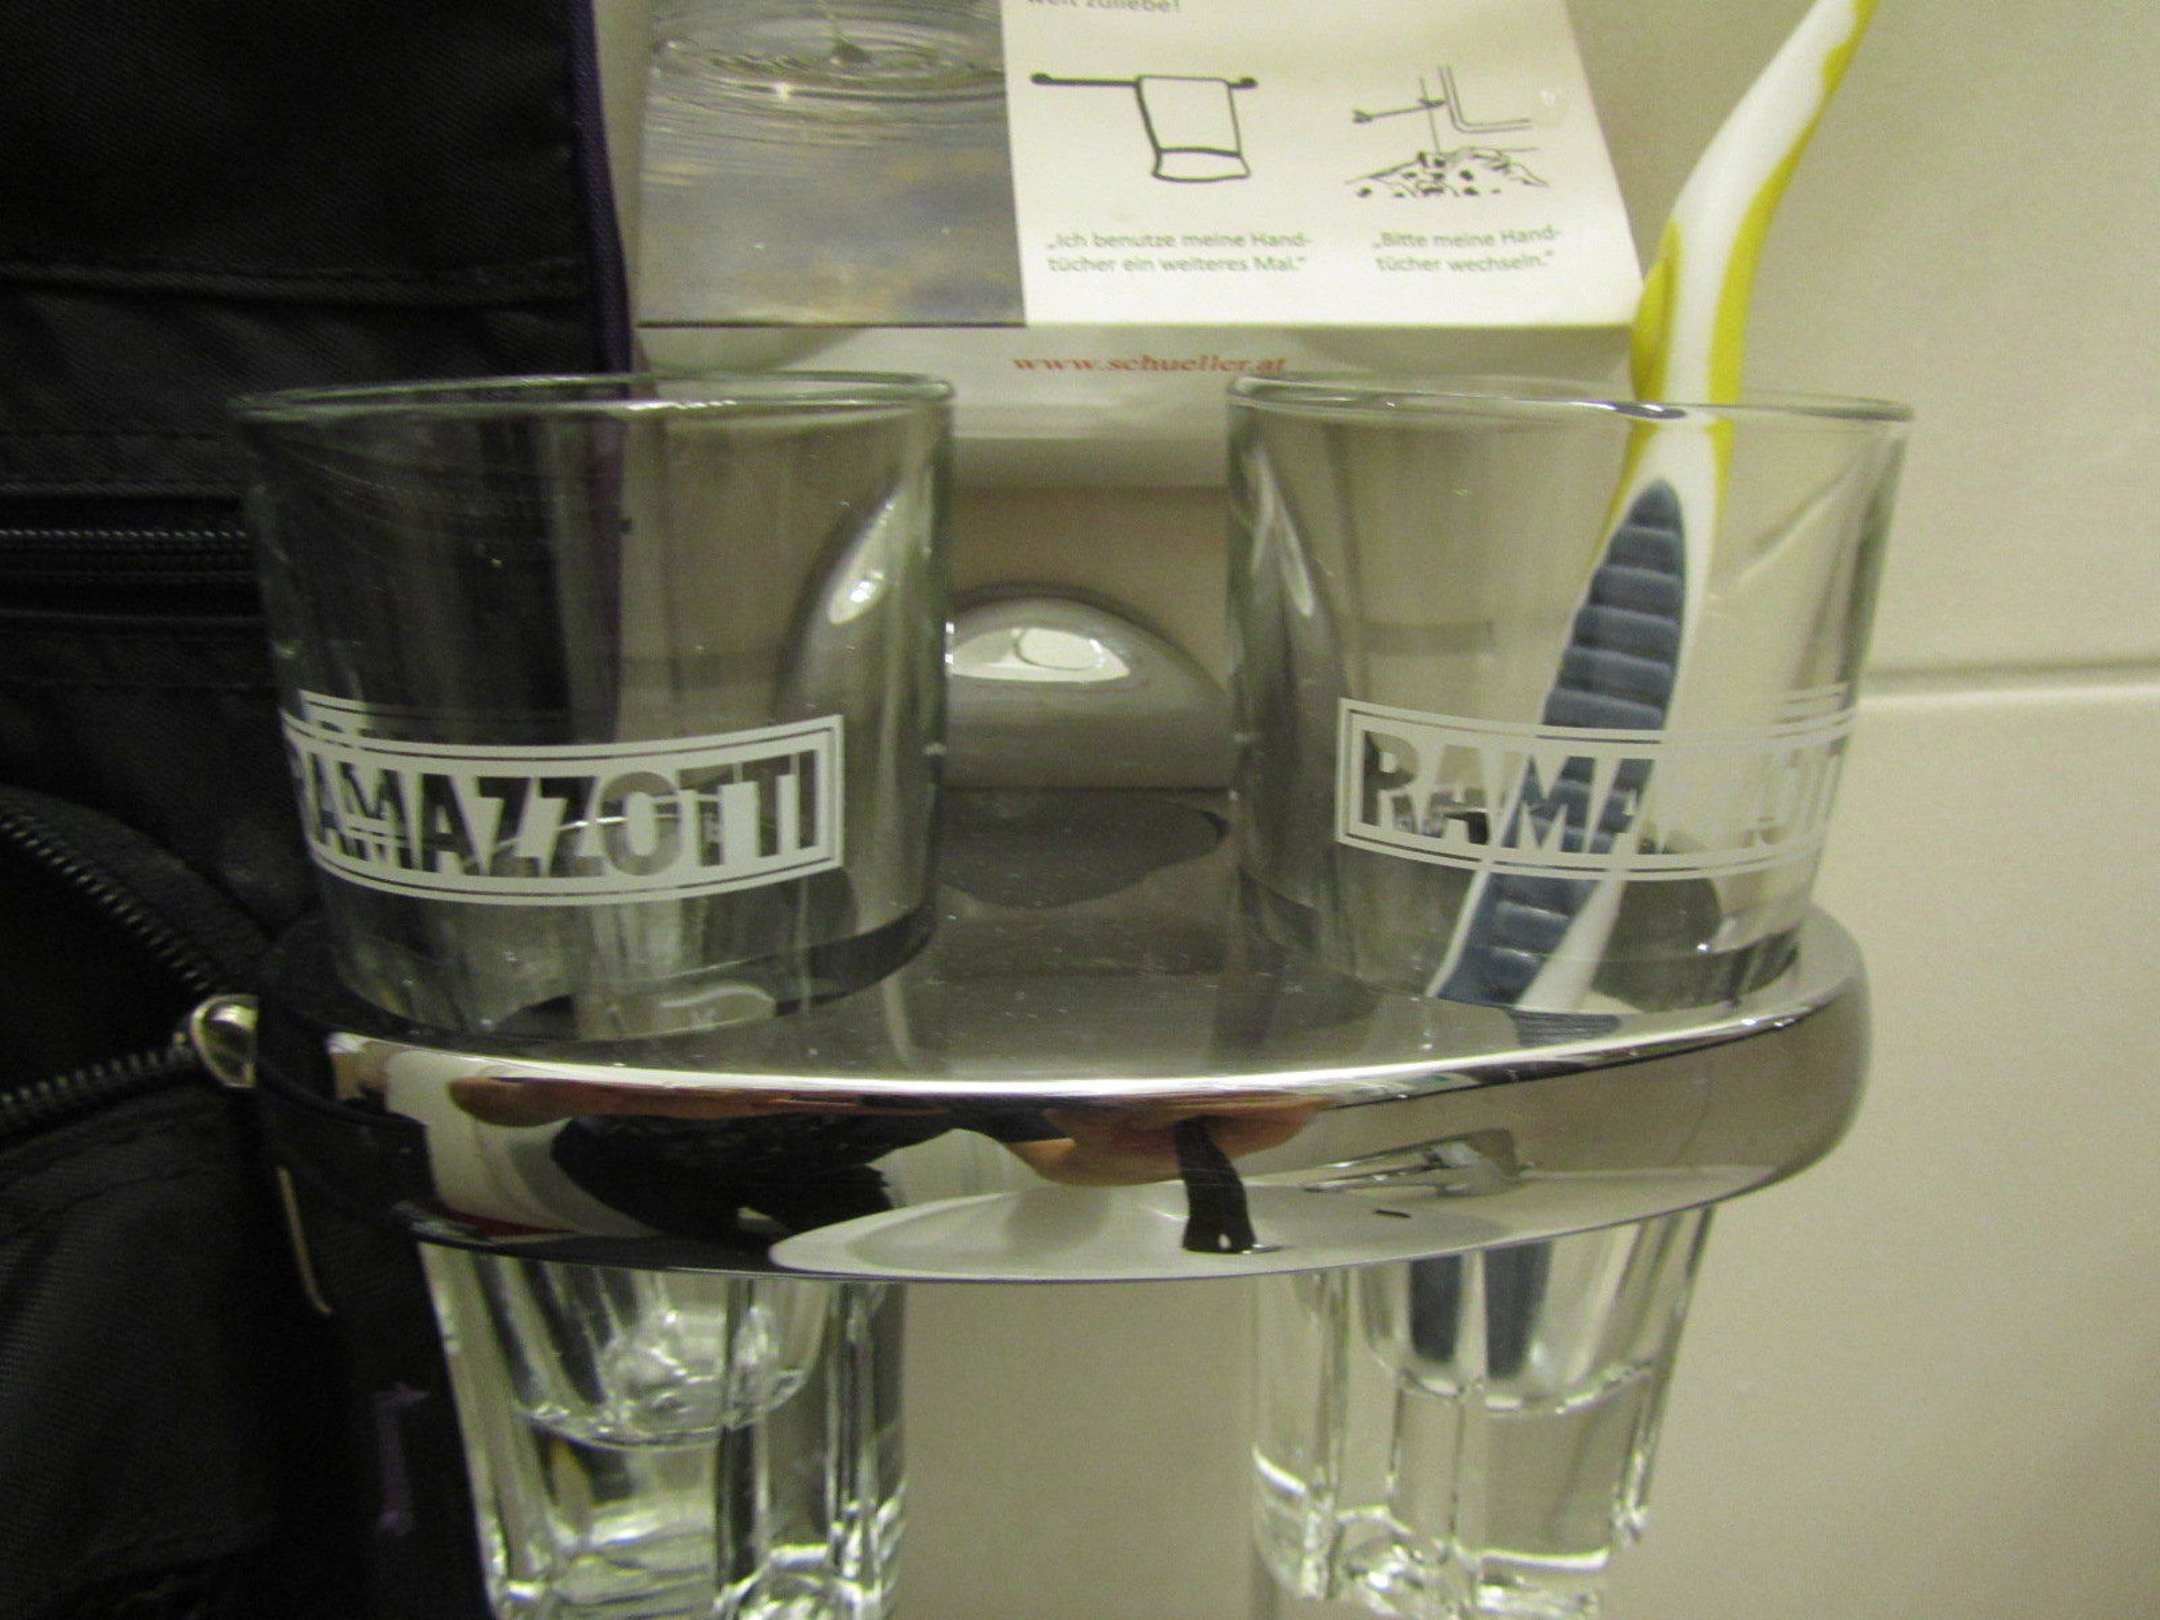 welt zuliebe!
„Ich benutze meine Hand-
tücher ein weiteres Mal.“
„Bitte meine Hand-
tücher wechseln.“
www.schueller.at
RAMAZZOTTI
RAMAZZOTTI